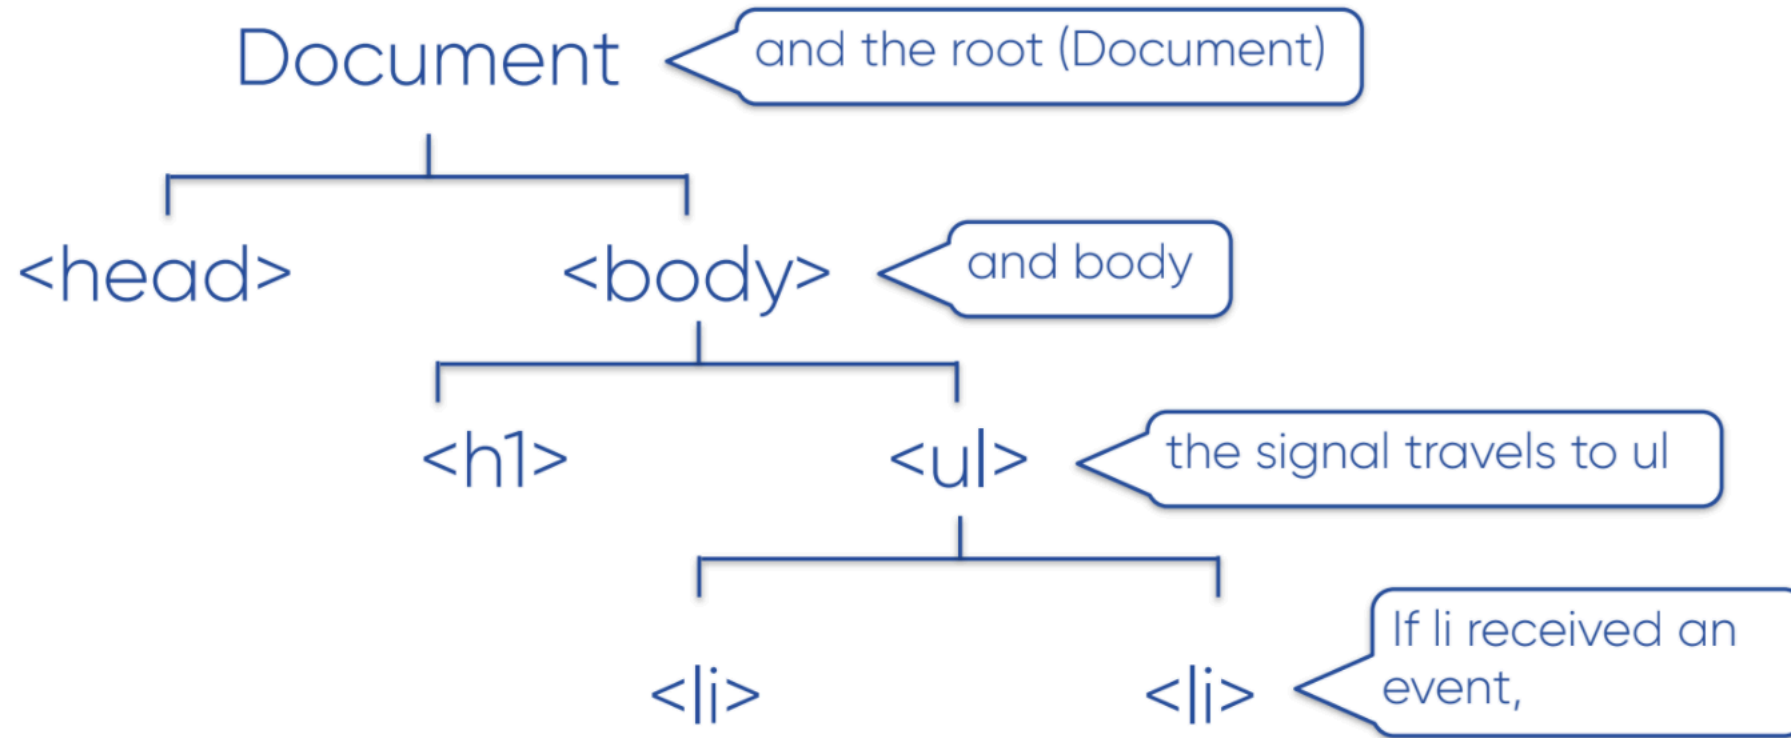 Document
and the root (Document)
<head>
<body>
and body
<h1>
<ul>
the signal travels to ul
<li>
<li>
If li received an
event,